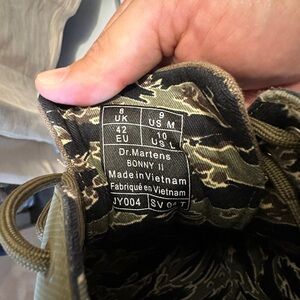 8 9
UK US M
42 10
EU US L
Dr.Martens
BONNY II
Made in Vietnam
Fabriqué en Vietnam
JY004 SV